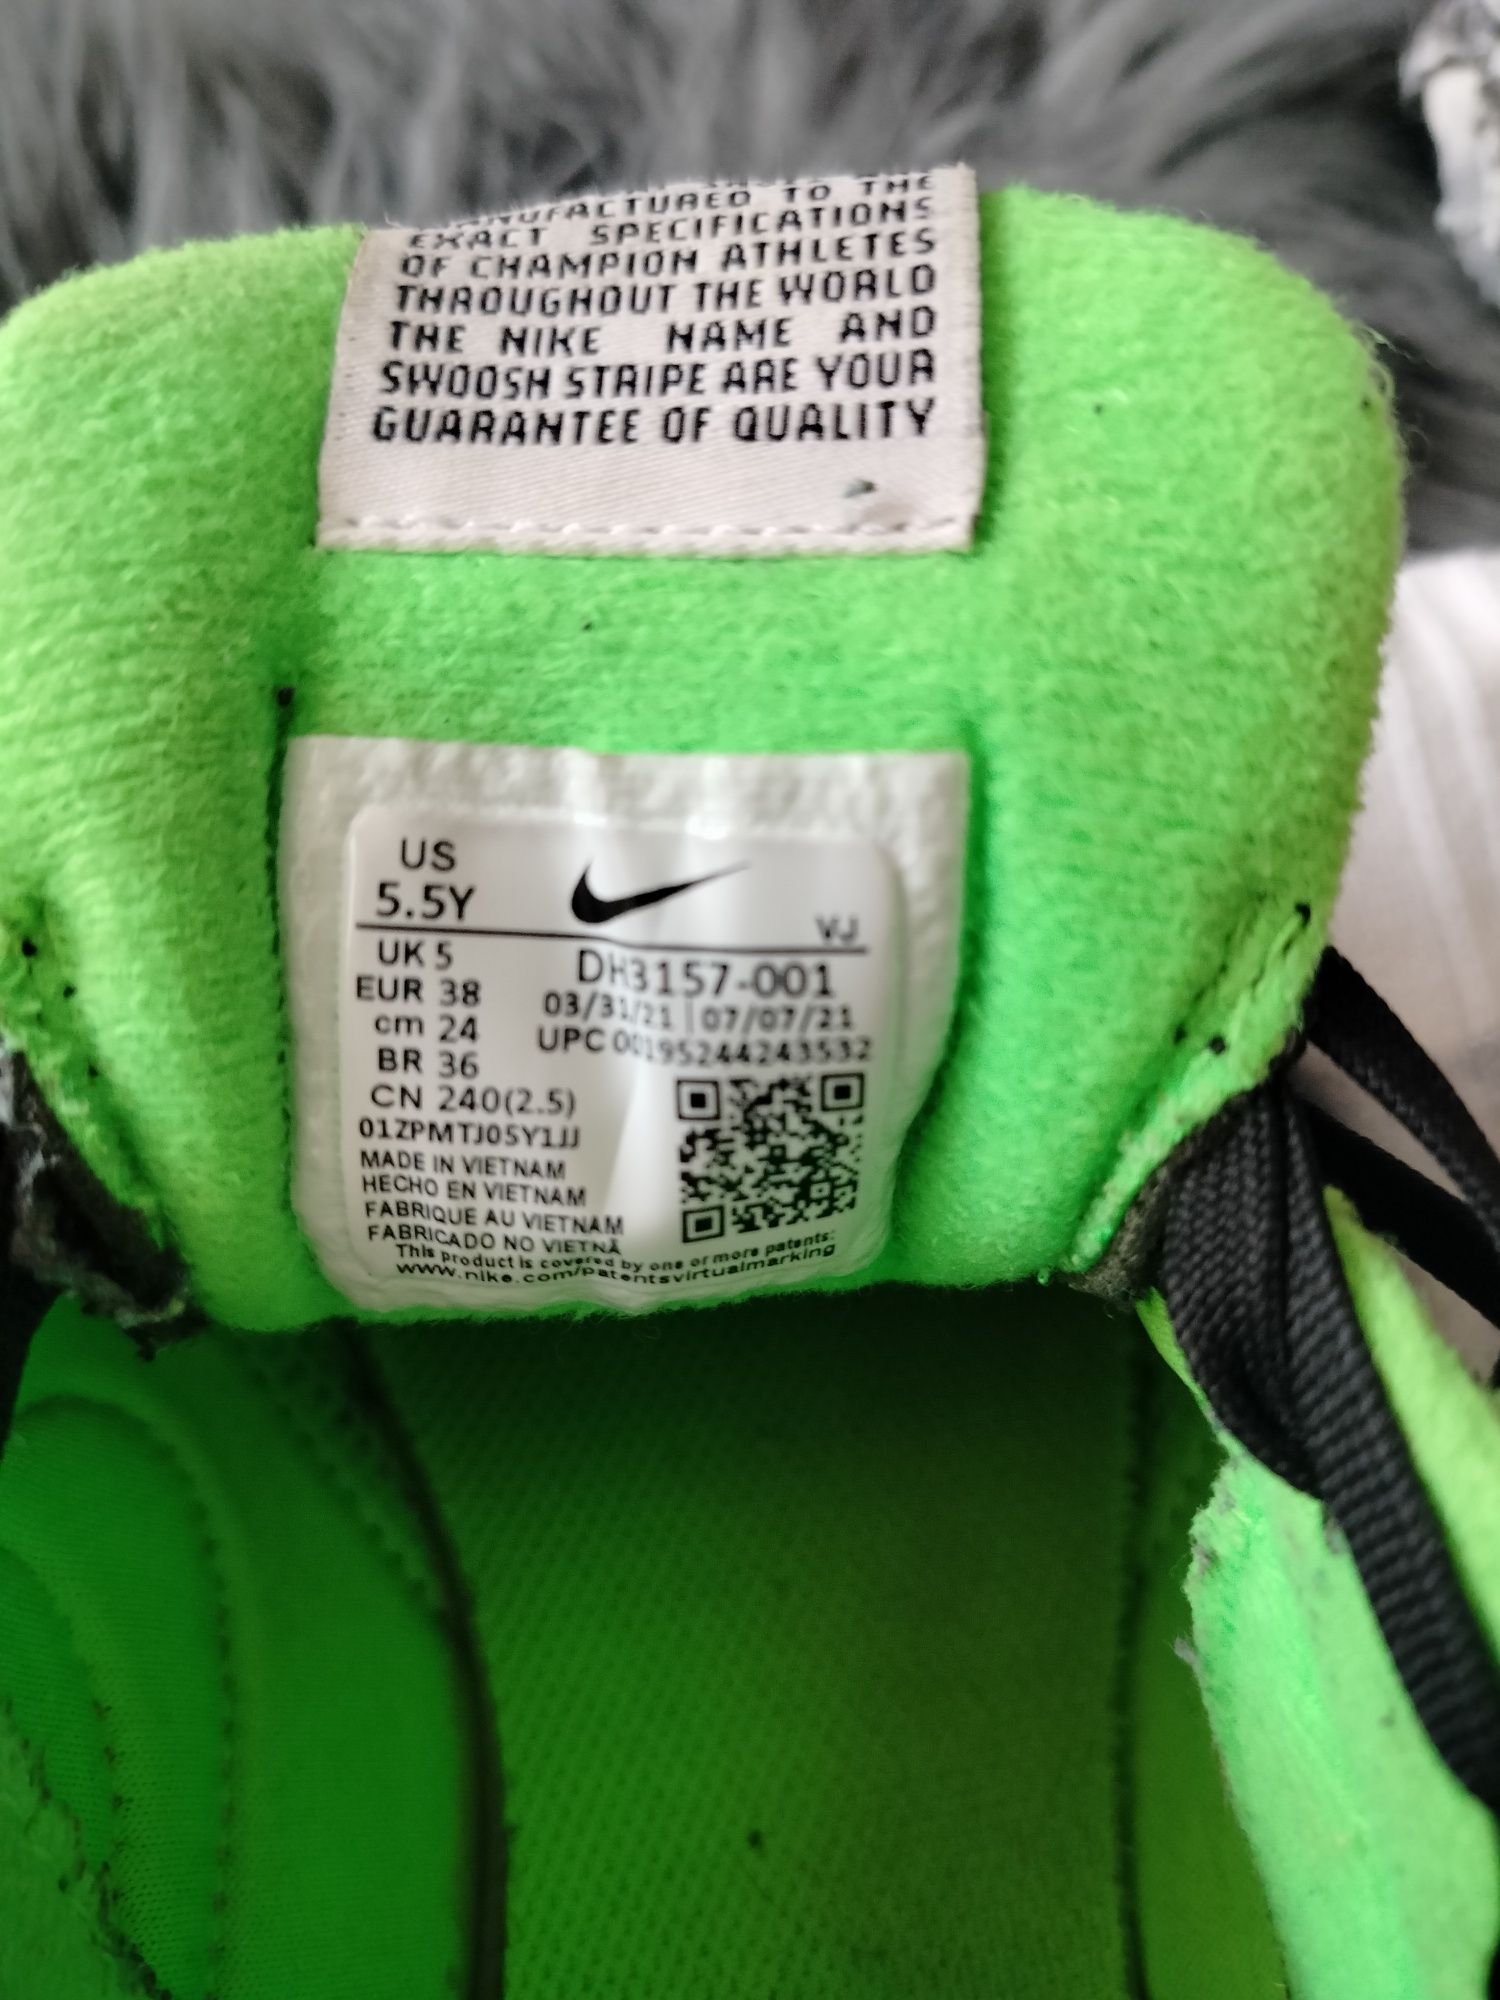 MANUFACTURED TO THE
EXACT SPECIFICATIONS
OF CHAMPION ATHLETES
THROUGHOUT THE WORLD
THE NIKE NAME AND
SWOOSH STRIPE ARE YOUR
GUARANTEE OF QUALITY
US
5.5Y
VJ
UK 5
EUR 38
cm 24
BR 36
CN 240(2.5)
DH3157-001
03/31/21 07/07/21
UPC 00195244243532
01ZPMTJ05Y1JJ
MADE IN VIETNAM
HECHO EN VIETNAM
FABRIQUE AU VIETNAM
FABRICADO NO VIETNÃ
This product is covered by one or more patents:
www.nike.com/patentsvirtualmarking